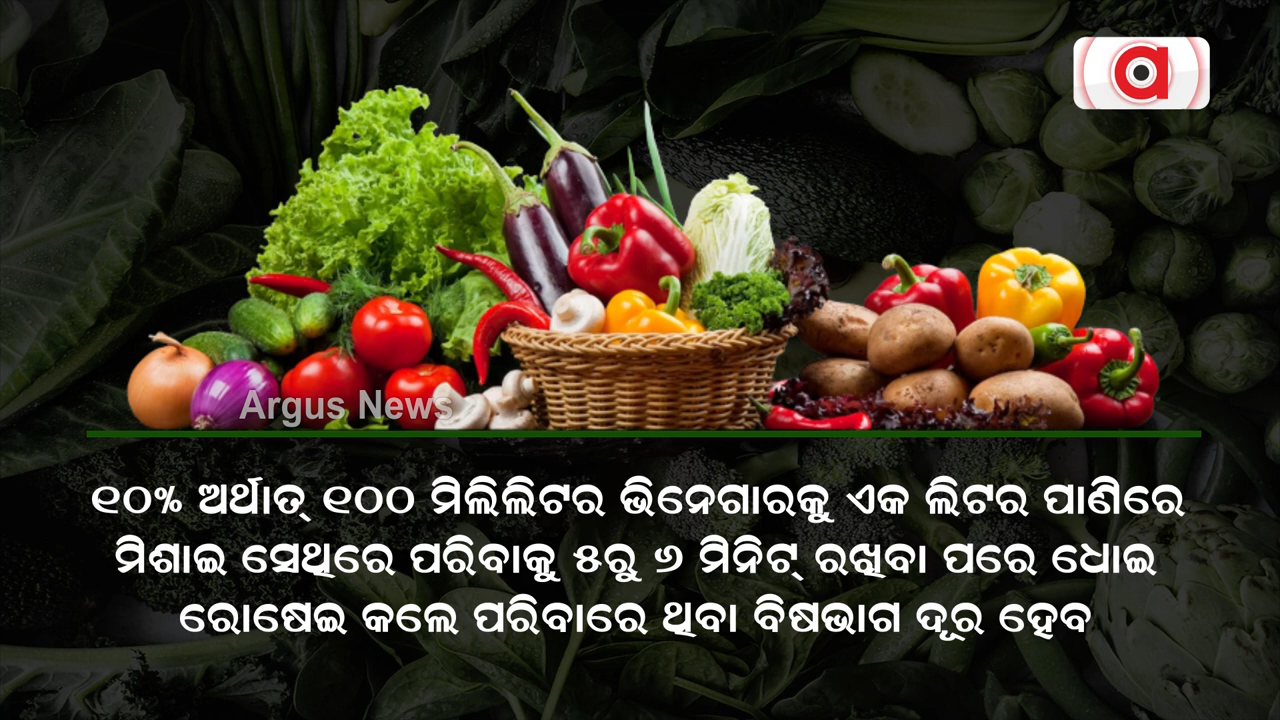 Argus News
୧୦% ଅର୍ଥାତ୍ ୧୦୦ ମିଲିଲିଟର ଭିନେଗାରକୁ ଏକ ଲିଟର ପାଣିରେ
ମିଶାଇ ସେଥିରେ ପରିବାକୁ ୫ରୁ ୬ ମିନିଟ୍ ରଖିବା ପରେ ଧୋଇ
ରୋଷେଇ କଲେ ପରିବାରେ ଥିବା ବିଷଭାଗ ଦୂର ହେବ